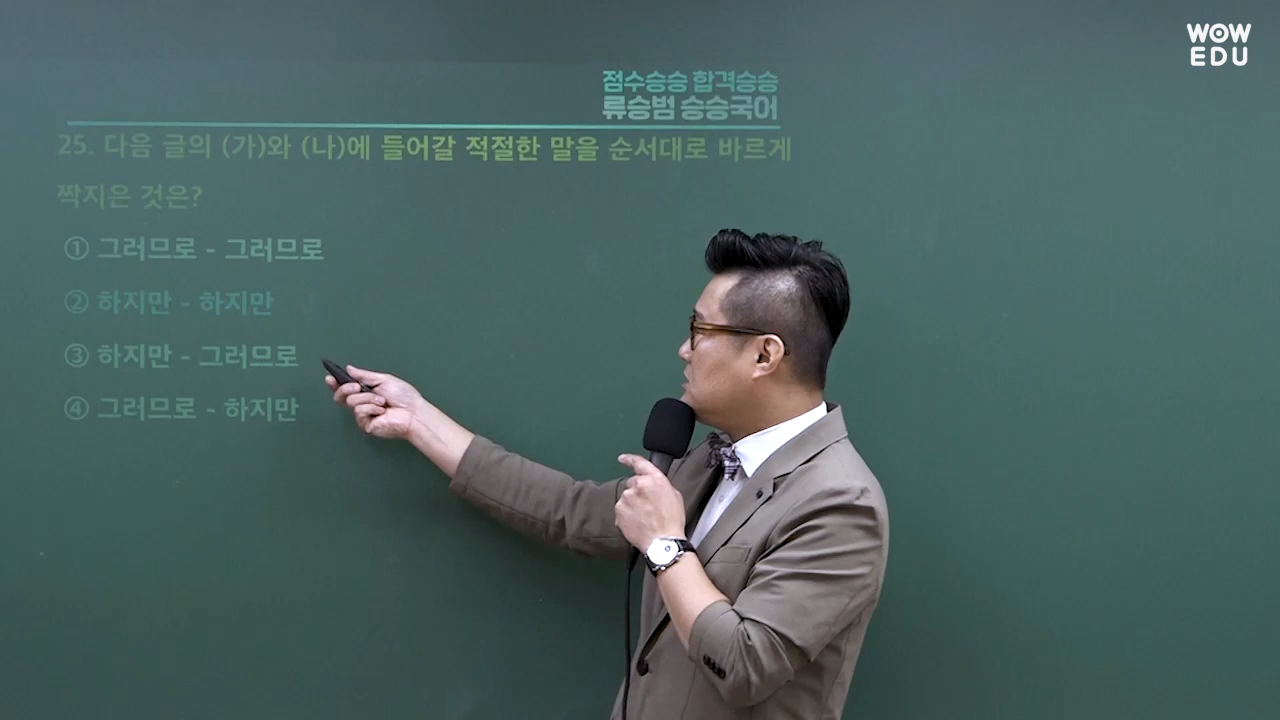 WOW
EDU
점수승승 합격승승
류승범 승승국어
25. 다음 글의 (가)와 (나)에 들어갈 적절한 말을 순서대로 바르게
짝지은 것은?
① 그러므로 - 그러므로
② 하지만 - 하지만
③ 하지만 - 그러므로
④ 그러므로 - 하지만